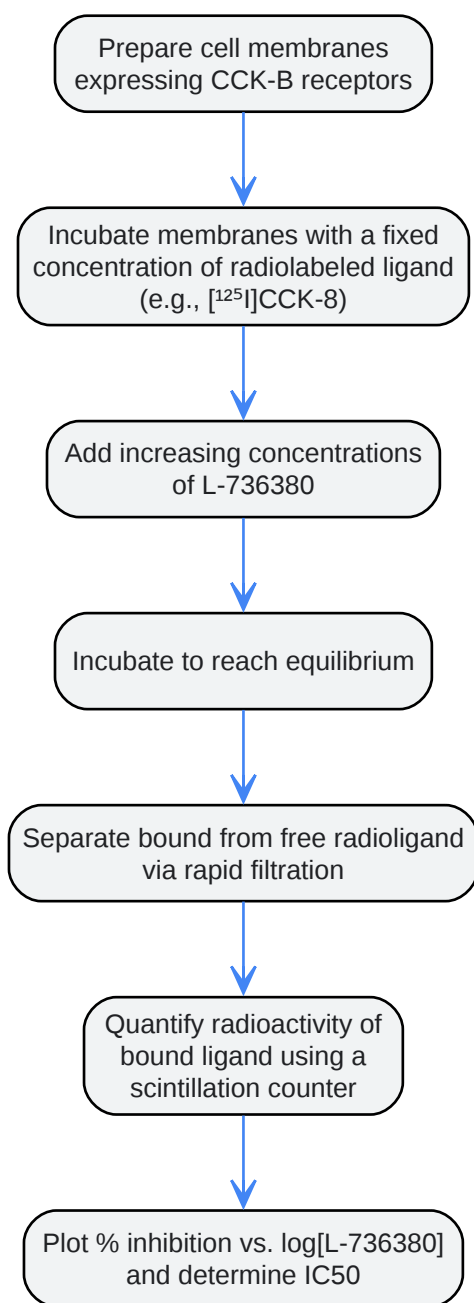 Prepare cell membranes
expressing CCK-B receptors
Incubate membranes with a fixed
concentration of radiolabeled ligand
(e.g., [¹²⁵I]CCK-8)
Add increasing concentrations
of L-736380
Incubate to reach equilibrium
Separate bound from free radioligand
via rapid filtration
Quantify radioactivity of
bound ligand using a
scintillation counter
Plot % inhibition vs. log[L-736380]
and determine IC50